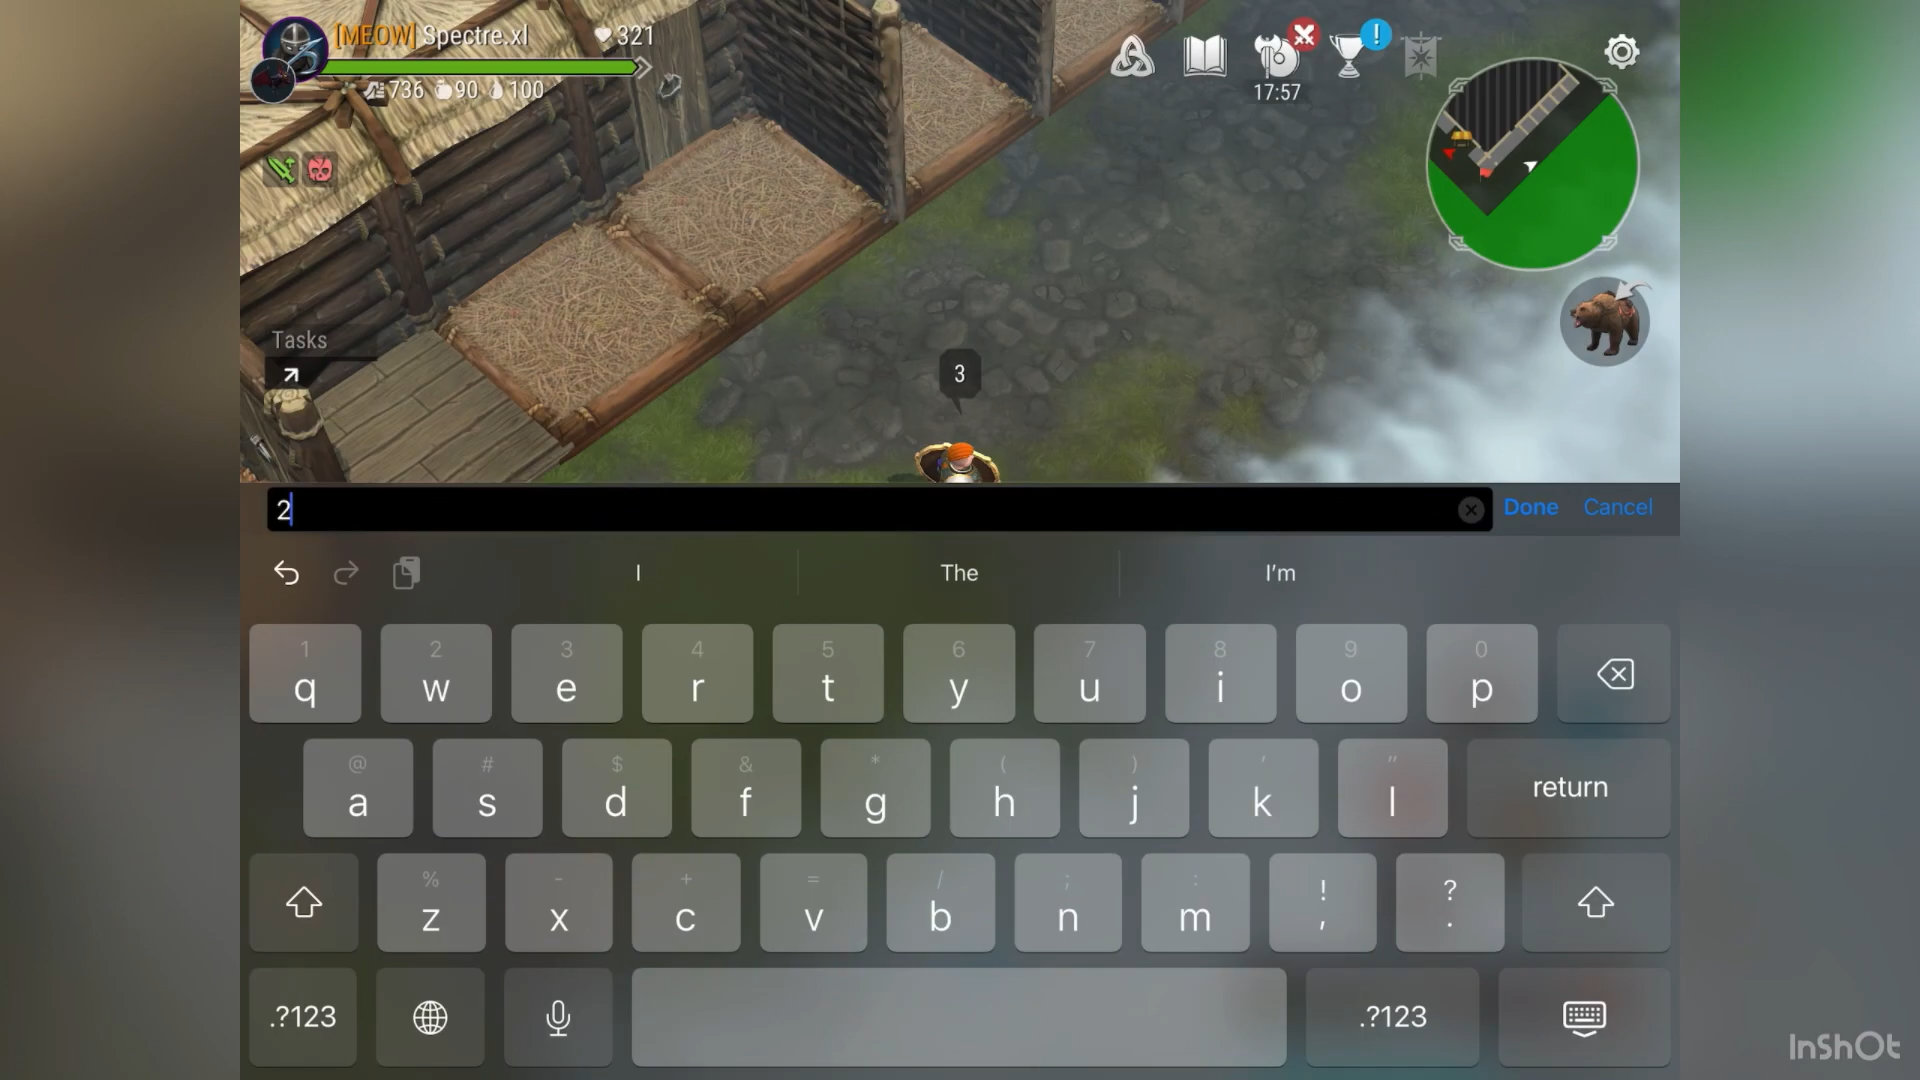 [MEOW] Spectre.xl 321
736 90 100
17:57
!
Tasks
3
2 Done Cancel
I The I'm
1 2 3 4 5 6 7 8 9 0
q w e r t y u i o p
@ # $ & * ( ) ' "
a s d f g h j k l return
% - + = / ; : ! ?
z x c v b n m , .
.?123 .?123
InShOt